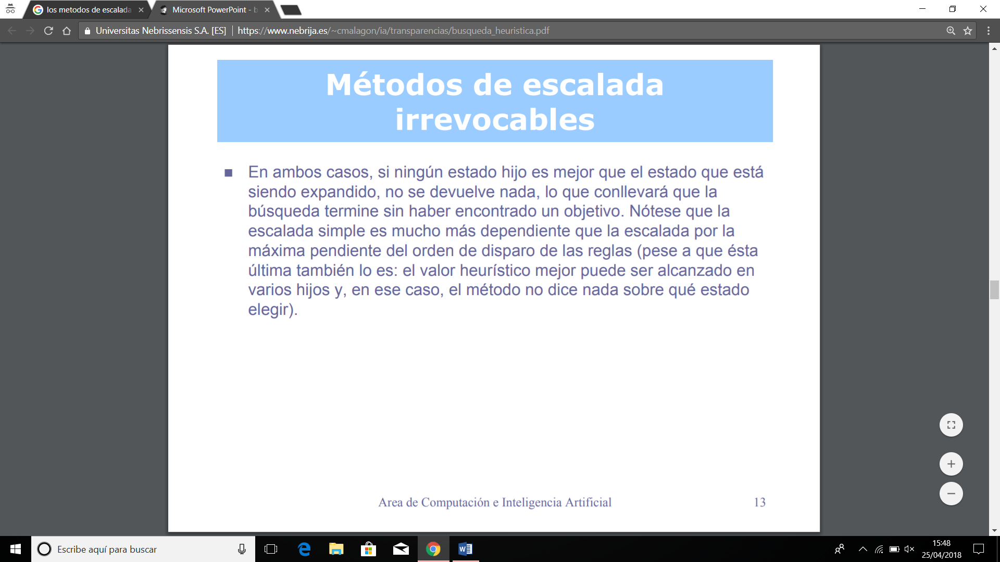 los metodos de escalada
Microsoft PowerPoint - b
Universitas Nebrissensis S.A. [ES]
https://www.nebrija.es/~cmalagon/ia/transparencias/busqueda_heuristica.pdf
Métodos de escalada
irrevocables
En ambos casos, si ningún estado hijo es mejor que el estado que está
siendo expandido, no se devuelve nada, lo que conllevará que la
búsqueda termine sin haber encontrado un objetivo. Nótese que la
escalada simple es mucho más dependiente que la escalada por la
máxima pendiente del orden de disparo de las reglas (pese a que ésta
última también lo es: el valor heurístico mejor puede ser alcanzado en
varios hijos y, en ese caso, el método no dice nada sobre qué estado
elegir).
Area de Computación e Inteligencia Artificial
13
Escribe aquí para buscar
15:48
25/04/2018